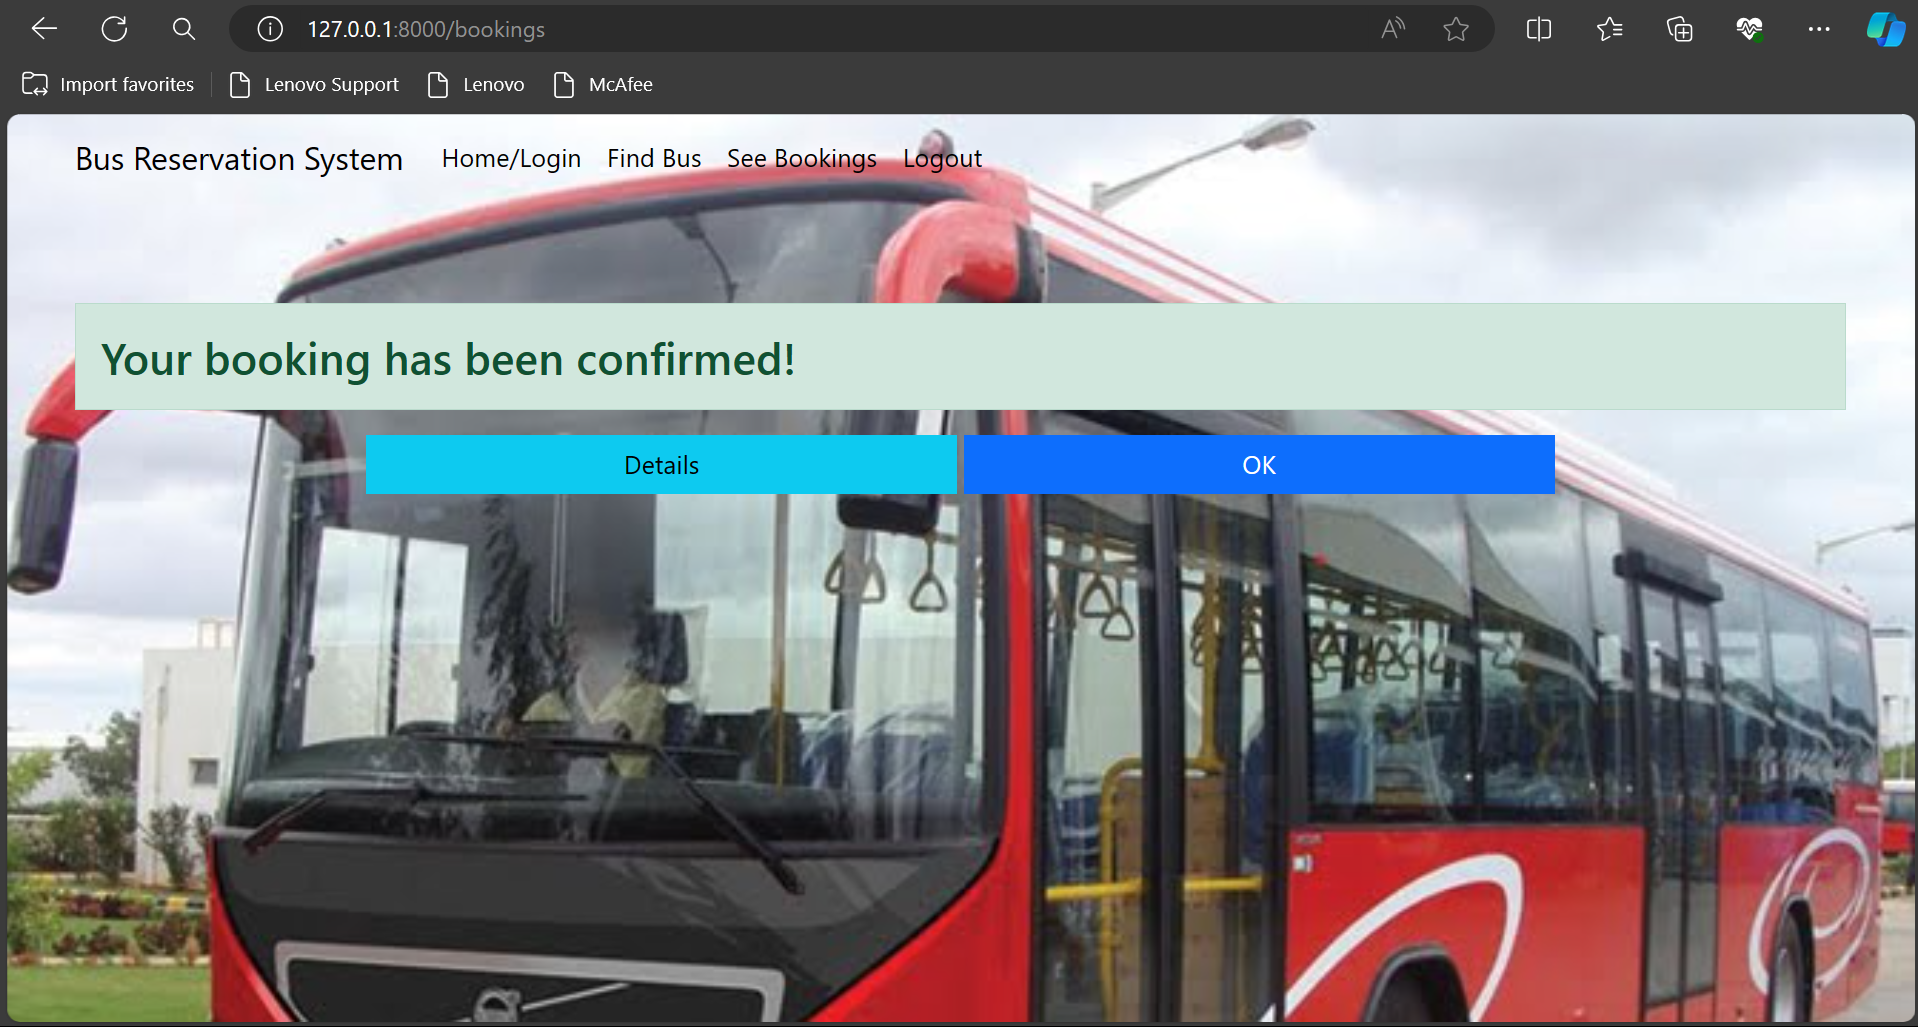 127.0.0.1:8000/bookings
Import favorites
Lenovo Support
Lenovo
McAfee
Bus Reservation System
Home/Login
Find Bus
See Bookings
Logout
Your booking has been confirmed!
Details
OK